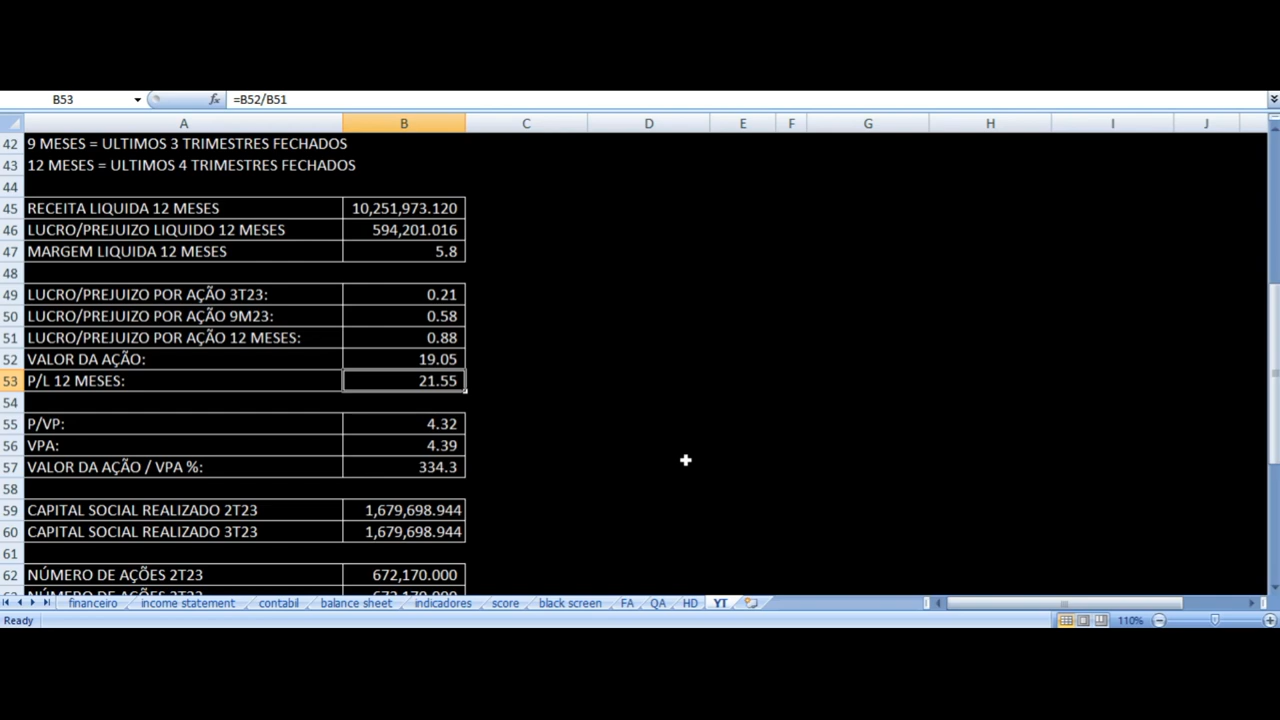 B53 fx =B52/B51
A B C D E F G H I J
42 9 MESES = ULTIMOS 3 TRIMESTRES FECHADOS
43 12 MESES = ULTIMOS 4 TRIMESTRES FECHADOS
44
45 RECEITA LIQUIDA 12 MESES 10,251,973.120
46 LUCRO/PREJUIZO LIQUIDO 12 MESES 594,201.016
47 MARGEM LIQUIDA 12 MESES 5.8
48
49 LUCRO/PREJUIZO POR AÇÃO 3T23: 0.21
50 LUCRO/PREJUIZO POR AÇÃO 9M23: 0.58
51 LUCRO/PREJUIZO POR AÇÃO 12 MESES: 0.88
52 VALOR DA AÇÃO: 19.05
53 P/L 12 MESES: 21.55
54
55 P/VP: 4.32
56 VPA: 4.39
57 VALOR DA AÇÃO / VPA %: 334.3
58
59 CAPITAL SOCIAL REALIZADO 2T23 1,679,698.944
60 CAPITAL SOCIAL REALIZADO 3T23 1,679,698.944
61
62 NÚMERO DE AÇÕES 2T23 672,170.000
financeiro income statement contabil balance sheet indicadores score black screen FA QA HD YT
Ready 110%